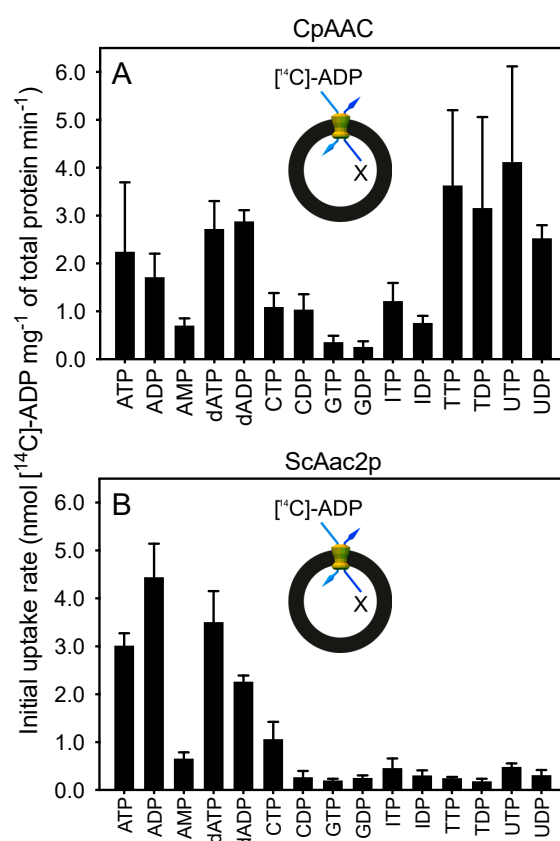 CpAAC
A
[¹⁴C]-ADP
X
6.0
5.0
4.0
3.0
2.0
1.0
0.0
ATP ADP AMP dATP dADP CTP CDP GTP GDP ITP IDP TTP TDP UTP UDP
Initial uptake rate (nmol [¹⁴C]-ADP mg⁻¹ of total protein min⁻¹)
ScAac2p
B
[¹⁴C]-ADP
X
6.0
5.0
4.0
3.0
2.0
1.0
0.0
ATP ADP AMP dATP dADP CTP CDP GTP GDP ITP IDP TTP TDP UTP UDP